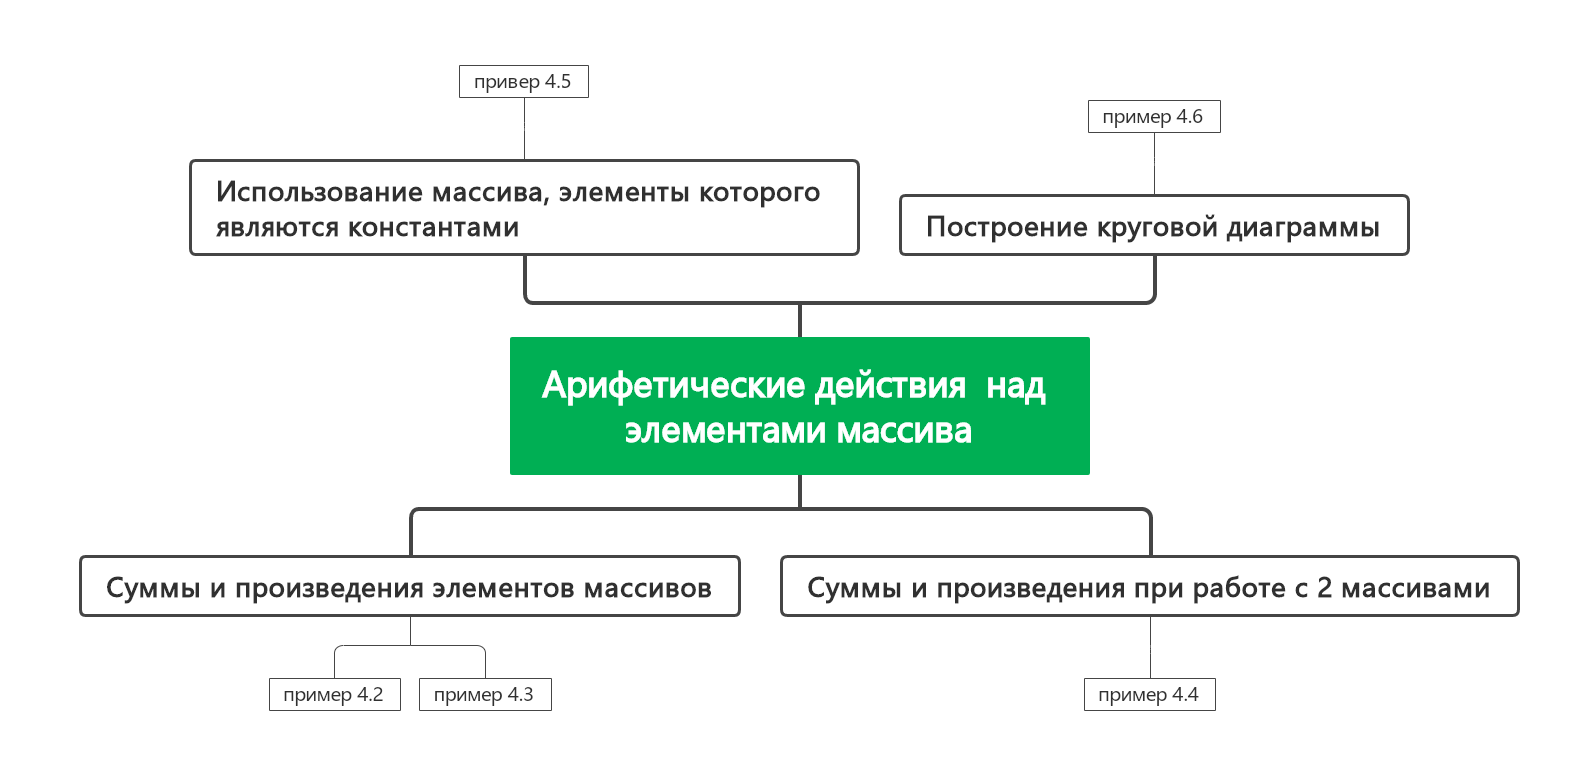 привер 4.5
пример 4.6
Использование массива, элементы которого
являются константами
Построение круговой диаграммы
Арифетические действия  над
элементами массива
Суммы и произведения элементов массивов
Суммы и произведения при работе с 2 массивами
пример 4.2
пример 4.3
пример 4.4